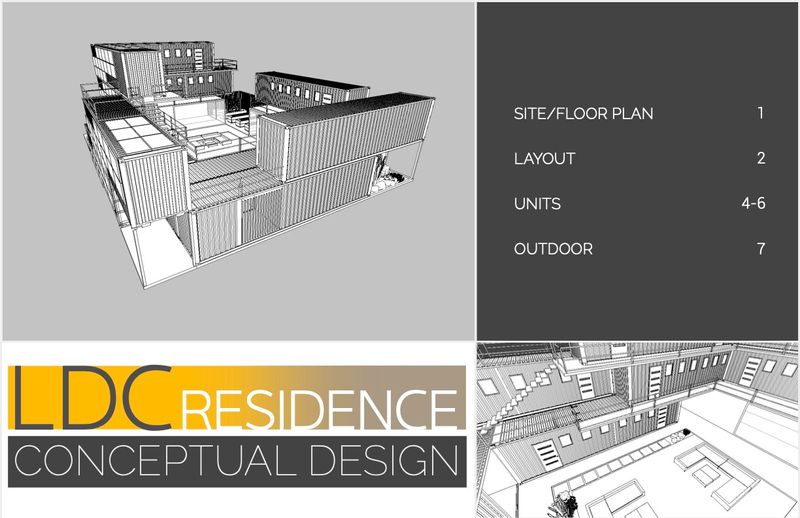 SITE/FLOOR PLAN 1
LAYOUT 2
UNITS 4-6
OUTDOOR 7
LDC RESIDENCE
CONCEPTUAL DESIGN